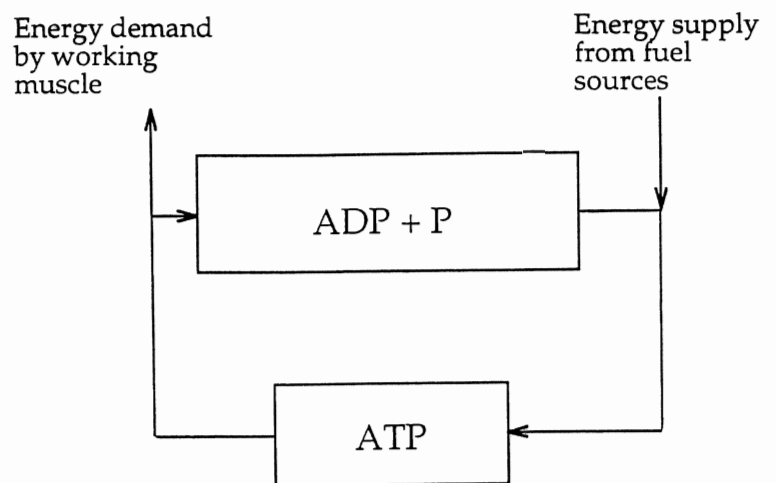 Energy demand
by working
muscle
Energy supply
from fuel
sources
ADP + P
ATP